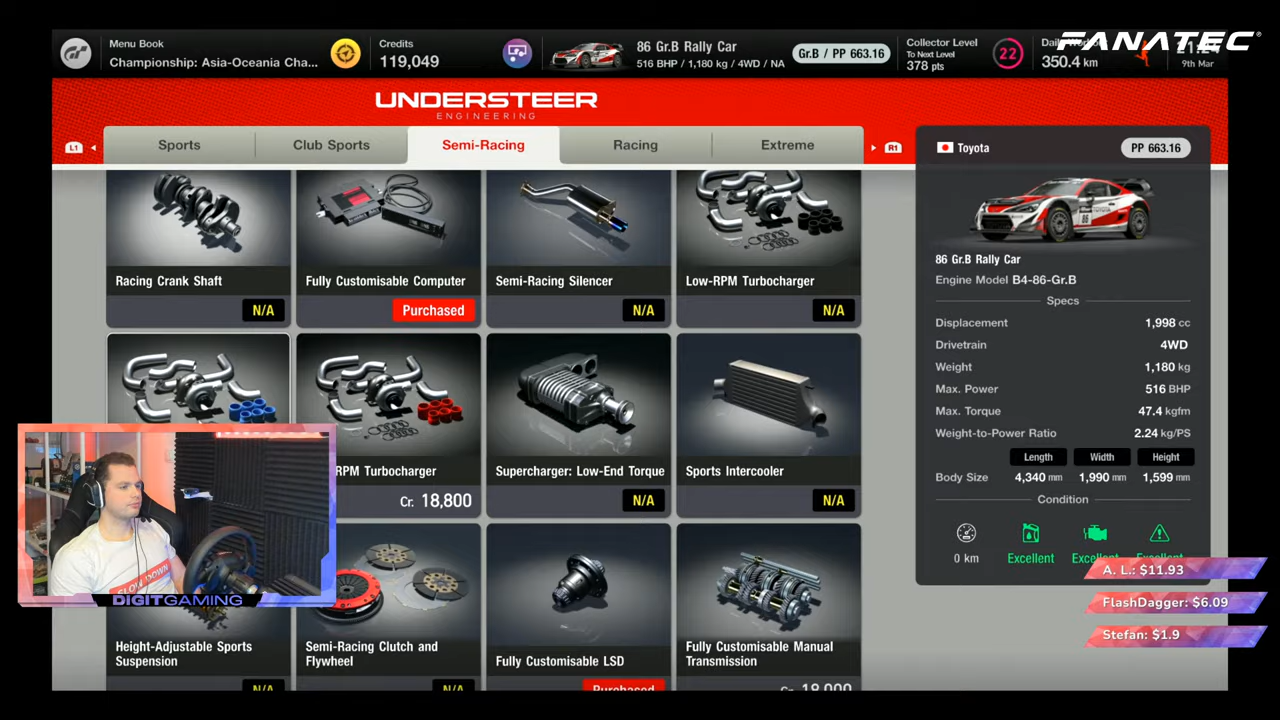 Menu Book
Championship: Asia-Oceania Cha...
Credits
119,049
86 Gr.B Rally Car
516 BHP / 1,180 kg / 4WD / NA
Gr.B / PP 663.16
Collector Level
To Next Level
378 pts
22
350.4 km
FANATEC
9th Mar
UNDERSTEER
ENGINEERING
L1
Sports
Club Sports
Semi-Racing
Racing
Extreme
R1
Racing Crank Shaft
N/A
Fully Customisable Computer
Purchased
Semi-Racing Silencer
N/A
Low-RPM Turbocharger
N/A
RPM Turbocharger
Cr. 18,800
Supercharger: Low-End Torque
N/A
Sports Intercooler
N/A
Height-Adjustable Sports
Suspension
N/A
Semi-Racing Clutch and
Flywheel
N/A
Fully Customisable LSD
Purchased
Fully Customisable Manual
Transmission
18,000
Toyota
PP 663.16
86 Gr.B Rally Car
Engine Model B4-86-Gr.B
Specs
Displacement 1,998 cc
Drivetrain 4WD
Weight 1,180 kg
Max. Power 516 BHP
Max. Torque 47.4 kgfm
Weight-to-Power Ratio 2.24 kg/PS
Length Width Height
Body Size 4,340 mm 1,990 mm 1,599 mm
Condition
0 km Excellent Excellent Excellent
A. L.: $11.93
FlashDagger: $6.09
Stefan: $1.9
DIGITGAMING